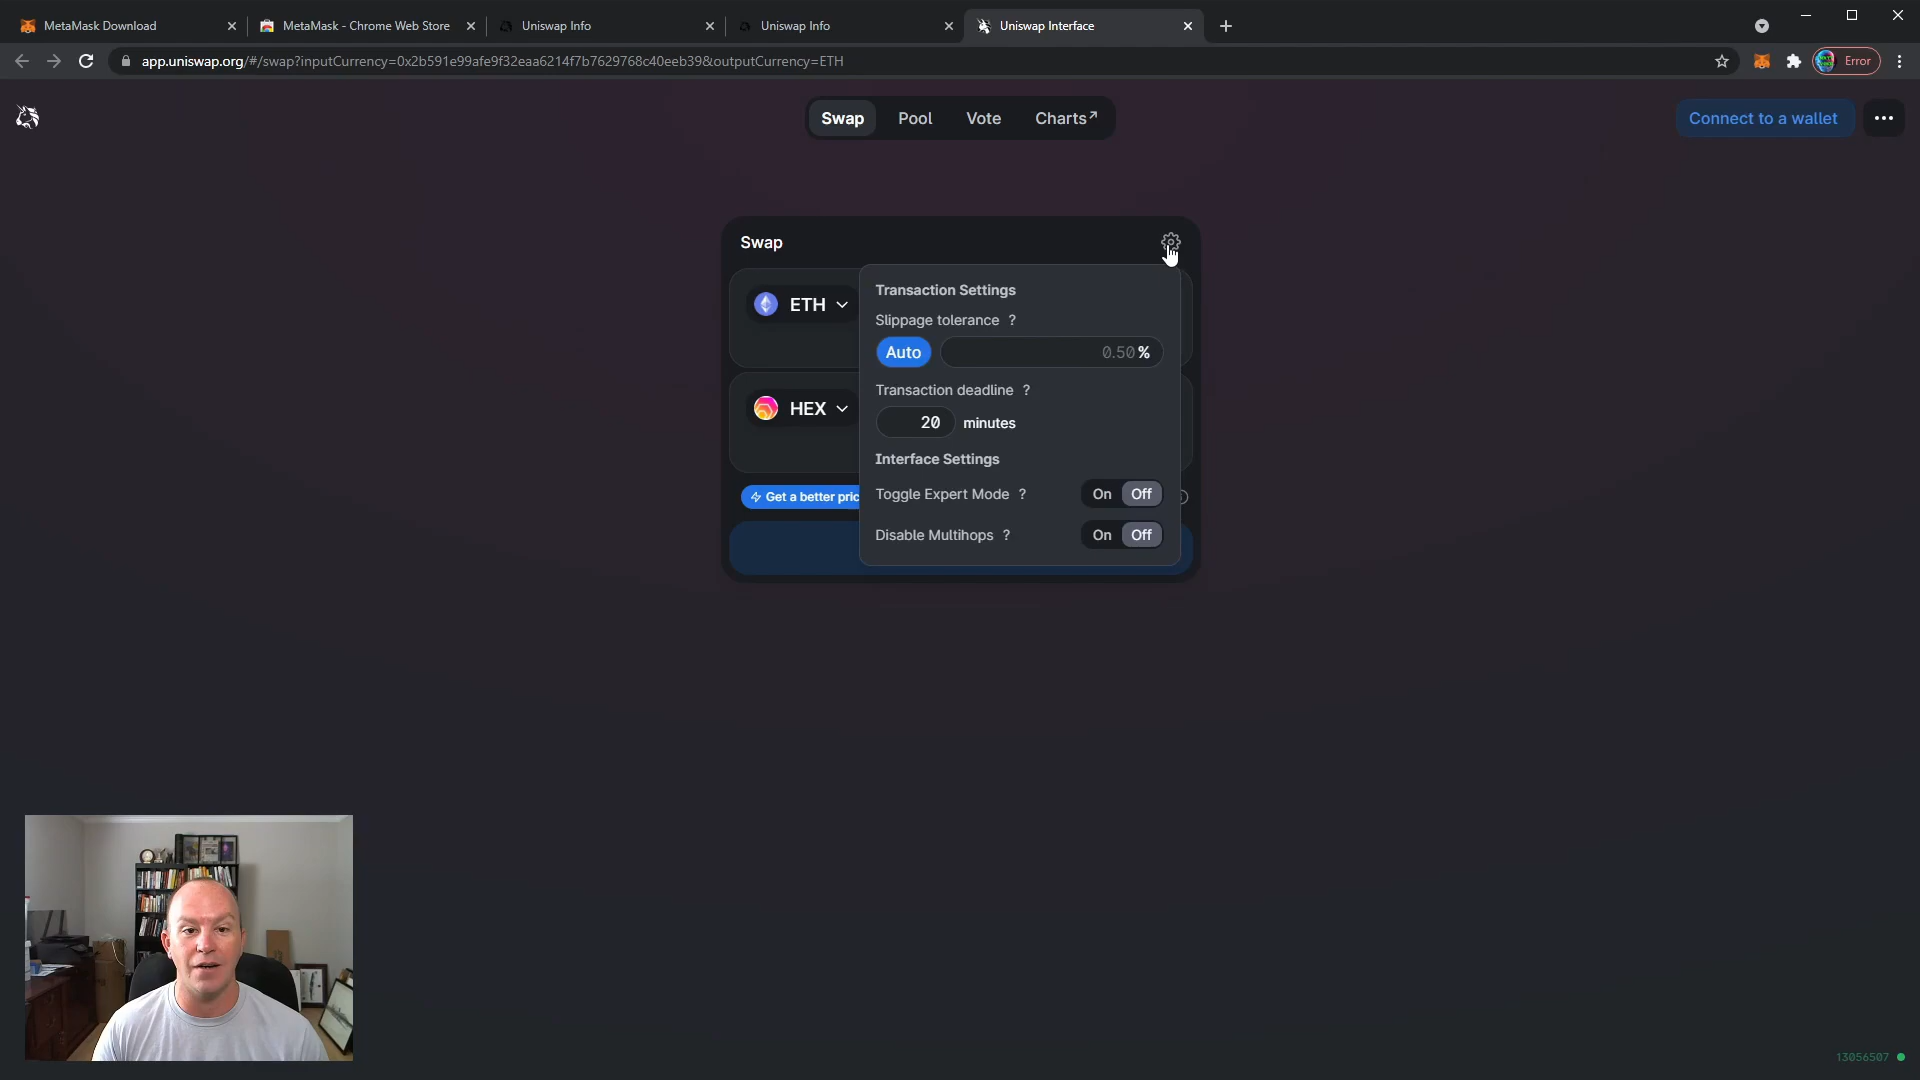 MetaMask Download
MetaMask - Chrome Web Store
Uniswap Info
Uniswap Info
Uniswap Interface
app.uniswap.org/#/swap?inputCurrency=0x2b591e99afe9f32eaa6214f7b7629768c40eeb39&outputCurrency=ETH
Error
Swap
Pool
Vote
Charts↗
Connect to a wallet
Swap
ETH
HEX
Get a better pric
Transaction Settings
Slippage tolerance ?
Auto
0.50 %
Transaction deadline ?
20 minutes
Interface Settings
Toggle Expert Mode ?
On Off
Disable Multihops ?
On Off
13056507